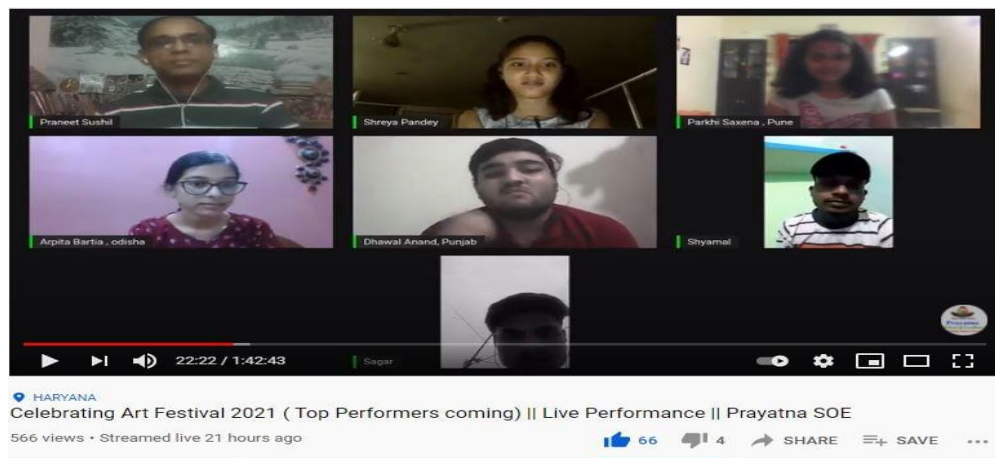 Praneet Sushil
Shreya Pandey
Parkhi Saxena , Pune
Arpita Bartia , odisha
Dhawal Anand, Punjab
Shyamal
Prayatna
22:22 / 1:42:43
Sagar
HARYANA
Celebrating Art Festival 2021 ( Top Performers coming) || Live Performance || Prayatna SOE
566 views • Streamed live 21 hours ago
66
4
SHARE
SAVE